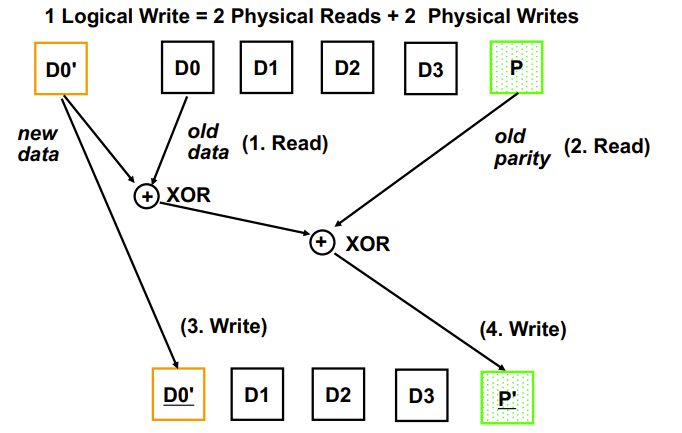 1 Logical Write = 2 Physical Reads + 2 Physical Writes
D0' D0 D1 D2 D3 P
new
data
old
data (1. Read)
old
parity (2. Read)
+ XOR
+ XOR
(3. Write) (4. Write)
D0' D1 D2 D3 P'